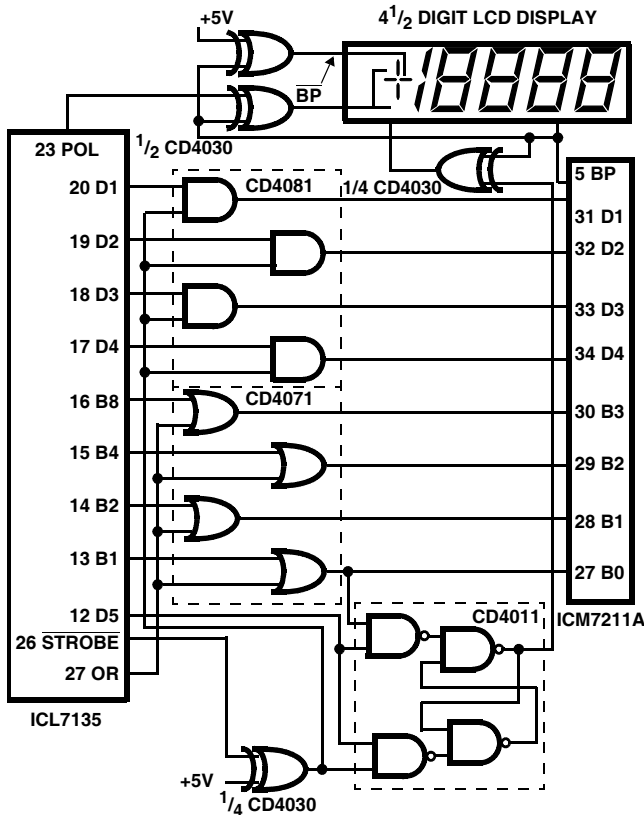 +5V
4 1/2 DIGIT LCD DISPLAY
BP
23 POL
1/2 CD4030
20 D1
CD4081
1/4 CD4030
5 BP
31 D1
19 D2
32 D2
18 D3
33 D3
17 D4
34 D4
16 B8
CD4071
30 B3
15 B4
29 B2
14 B2
28 B1
13 B1
27 B0
12 D5
CD4011
ICM7211A
26 STROBE
27 OR
ICL7135
+5V
1/4 CD4030